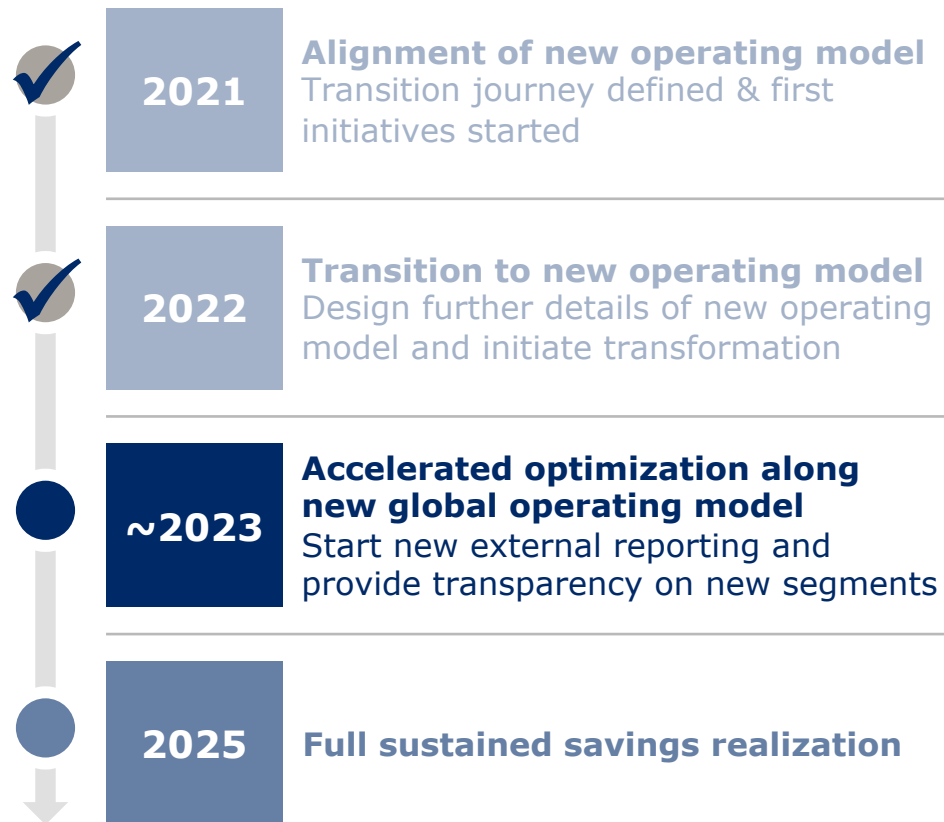 2021
Alignment of new operating model
Transition journey defined & first
initiatives started
2022
Transition to new operating model
Design further details of new operating
model and initiate transformation
~2023
Accelerated optimization along
new global operating model
Start new external reporting and
provide transparency on new segments
2025
Full sustained savings realization